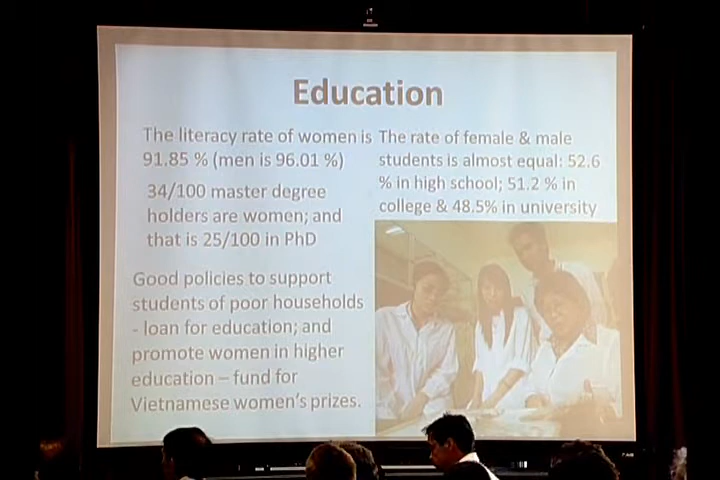 Education
The literacy rate of women is
91.85 % (men is 96.01 %)
34/100 master degree
holders are women; and
that is 25/100 in PhD
Good policies to support
students of poor households
- loan for education; and
promote women in higher
education – fund for
Vietnamese women's prizes.
The rate of female & male
students is almost equal: 52.6
% in high school; 51.2 % in
college & 48.5% in university